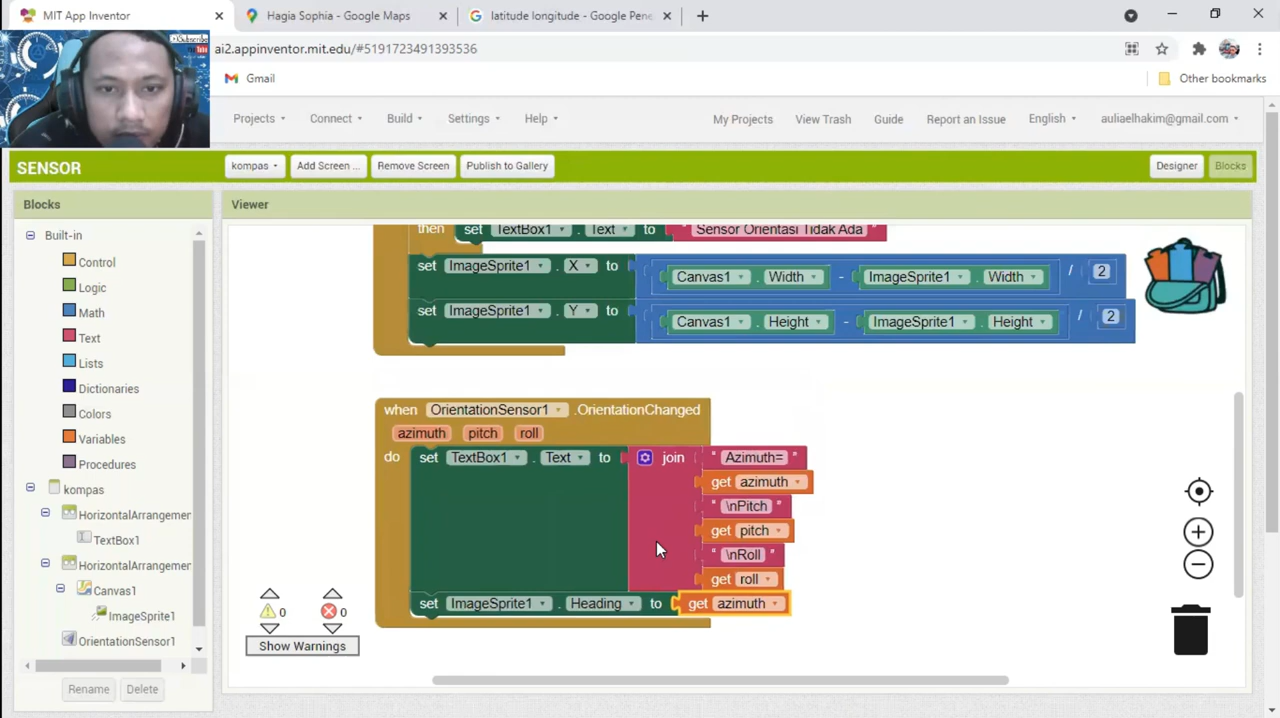 MIT App Inventor
Hagia Sophia - Google Maps
latitude longitude - Google Pene
ai2.appinventor.mit.edu/#5191723491393536
Subscribe
Gmail
Other bookmarks
Projects
Connect
Build
Settings
Help
My Projects
View Trash
Guide
Report an Issue
English
auliaelhakim@gmail.com
SENSOR
kompas
Add Screen ...
Remove Screen
Publish to Gallery
Designer
Blocks
Blocks
Viewer
Built-in
Control
Logic
Math
Text
Lists
Dictionaries
Colors
Variables
Procedures
kompas
HorizontalArrangemen
TextBox1
HorizontalArrangemen
Canvas1
ImageSprite1
OrientationSensor1
Rename
Delete
then set TextBox1 . Text to " Sensor Orientasi Tidak Ada "
set ImageSprite1 . X to Canvas1 . Width - ImageSprite1 . Width / 2
set ImageSprite1 . Y to Canvas1 . Height - ImageSprite1 . Height / 2
when OrientationSensor1 .OrientationChanged
azimuth pitch roll
do set TextBox1 . Text to join " Azimuth= "
get azimuth
" \nPitch "
get pitch
" \nRoll "
get roll
set ImageSprite1 . Heading to get azimuth
0 0
Show Warnings